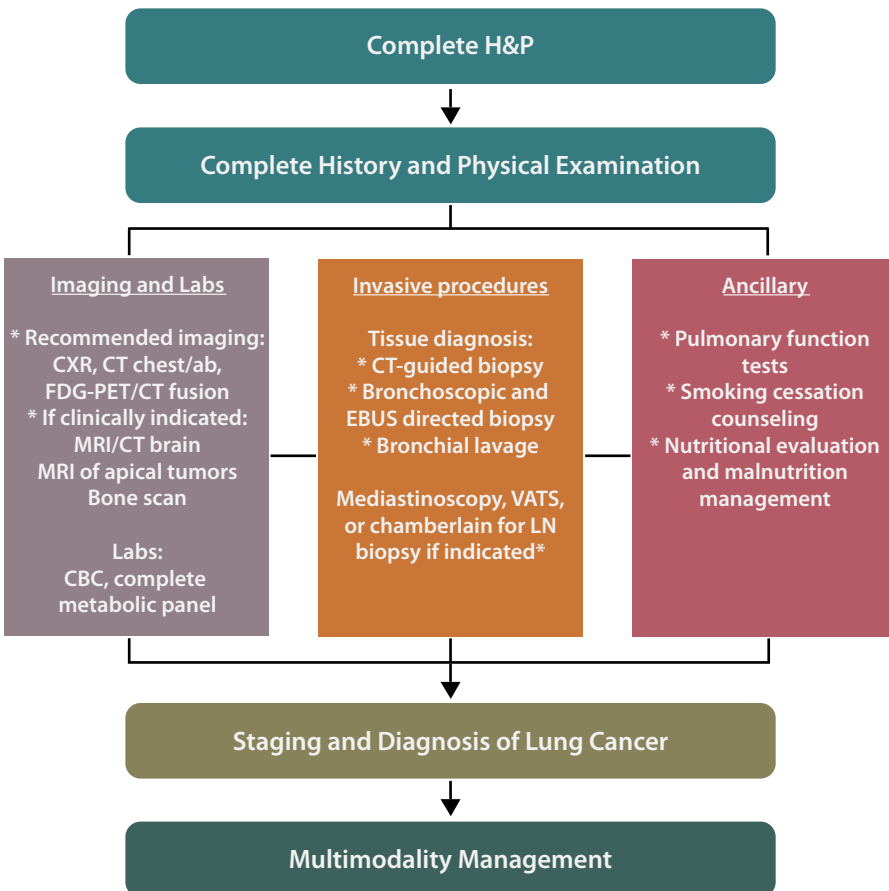 Complete H&P
Complete History and Physical Examination
Imaging and Labs
* Recommended imaging:
CXR, CT chest/ab,
FDG-PET/CT fusion
* If clinically indicated:
MRI/CT brain
MRI of apical tumors
Bone scan
Labs:
CBC, complete
metabolic panel
Invasive procedures
Tissue diagnosis:
* CT-guided biopsy
* Bronchoscopic and
EBUS directed biopsy
* Bronchial lavage
Mediastinoscopy, VATS,
or chamberlain for LN
biopsy if indicated*
Ancillary
* Pulmonary function
tests
* Smoking cessation
counseling
* Nutritional evaluation
and malnutrition
management
Staging and Diagnosis of Lung Cancer
Multimodality Management